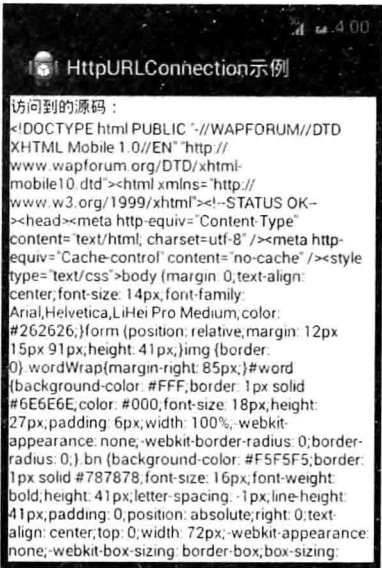 4:00
HttpURLConnection示例
访问到的源码：
<!DOCTYPE html PUBLIC "-//WAPFORUM//DTD
XHTML Mobile 1.0//EN" "http://
www.wapforum.org/DTD/xhtml-
mobile10.dtd"><html xmlns="http://
www.w3.org/1999/xhtml"><!--STATUS OK--
><head><meta http-equiv="Content-Type"
content="text/html; charset=utf-8" /><meta http-
equiv="Cache-control" content="no-cache" /><style
type="text/css">body {margin: 0;text-align:
center;font-size: 14px;font-family:
Arial,Helvetica,LiHei Pro Medium;color:
#262626;}form {position: relative;margin: 12px
15px 91px;height: 41px;}img {border:
0}.wordWrap{margin-right: 85px;}#word
{background-color: #FFF;border: 1px solid
#6E6E6E;color: #000;font-size: 18px;height:
27px;padding: 6px;width: 100%;-webkit-
appearance: none;-webkit-border-radius: 0;border-
radius: 0;}.bn {background-color: #F5F5F5;border:
1px solid #787878;font-size: 16px;font-weight:
bold;height: 41px;letter-spacing: -1px;line-height:
41px;padding: 0;position: absolute;right: 0;text-
align: center;top: 0;width: 72px;-webkit-appearance:
none;-webkit-box-sizing: border-box;box-sizing: